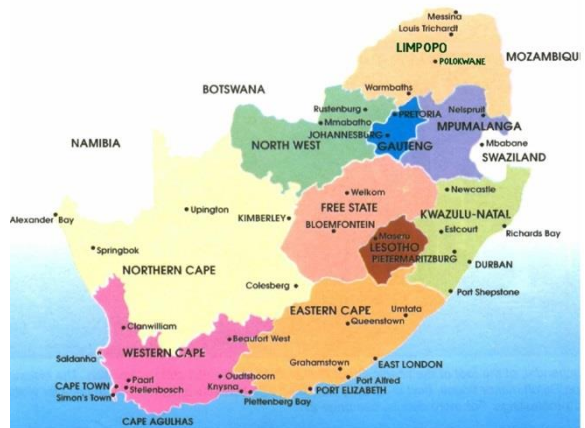 Messina
Louis Trichardt
LIMPOPO
POLOKWANE
MOZAMBIQU
BOTSWANA
Warmbaths
Rustenburg
PRETORIA
Nelspruit
Mmabatho
MPUMALANGA
JOHANNESBURG
NORTH WEST
GAUTENG
Mbabone
SWAZILAND
NAMIBIA
Welkom
Newcastle
Upington
FREE STATE
KIMBERLEY
KWAZULU-NATAL
Alexander Bay
BLOEMFONTEIN
Maseru
Estcourt
Richards Bay
LESOTHO
Springbok
PIETERMARITZBURG
DURBAN
NORTHERN CAPE
Colesberg
Port Shepstone
EASTERN CAPE
Umtata
Clanwilliam
Queenstown
Beaufort West
WESTERN CAPE
Saldanha
Grahamstown
EAST LONDON
Oudtshoorn
Port Alfred
CAPE TOWN
Paarl
Stellenbosch
Knysna
PORT ELIZABETH
Simon's Town
Plettenberg Bay
CAPE AGULHAS